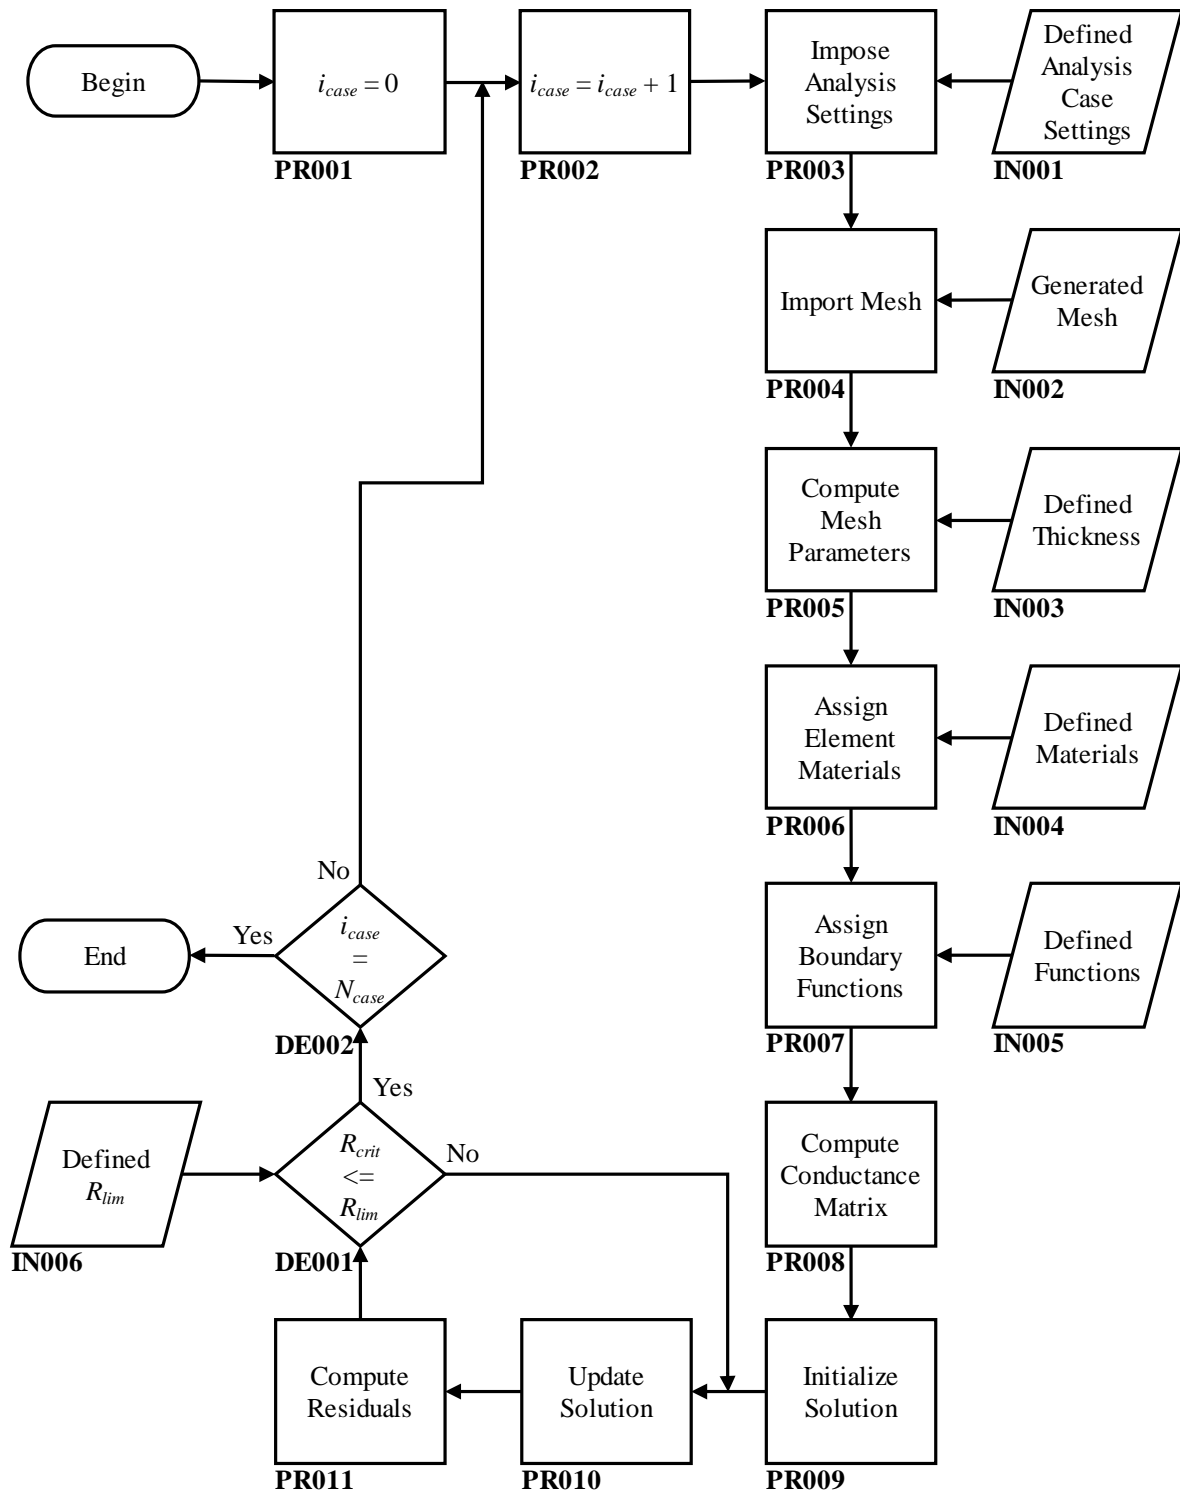 Begin
i_case = 0
PR001
i_case = i_case + 1
PR002
Impose
Analysis
Settings
PR003
Defined
Analysis
Case
Settings
IN001
Import Mesh
PR004
Generated
Mesh
IN002
Compute
Mesh
Parameters
PR005
Defined
Thickness
IN003
Assign
Element
Materials
PR006
Defined
Materials
IN004
No
End
Yes
i_case
=
N_case
DE002
Assign
Boundary
Functions
PR007
Defined
Functions
IN005
Yes
Defined
R_lim
IN006
R_crit
<=
R_lim
DE001
No
Compute
Conductance
Matrix
PR008
Compute
Residuals
PR011
Update
Solution
PR010
Initialize
Solution
PR009